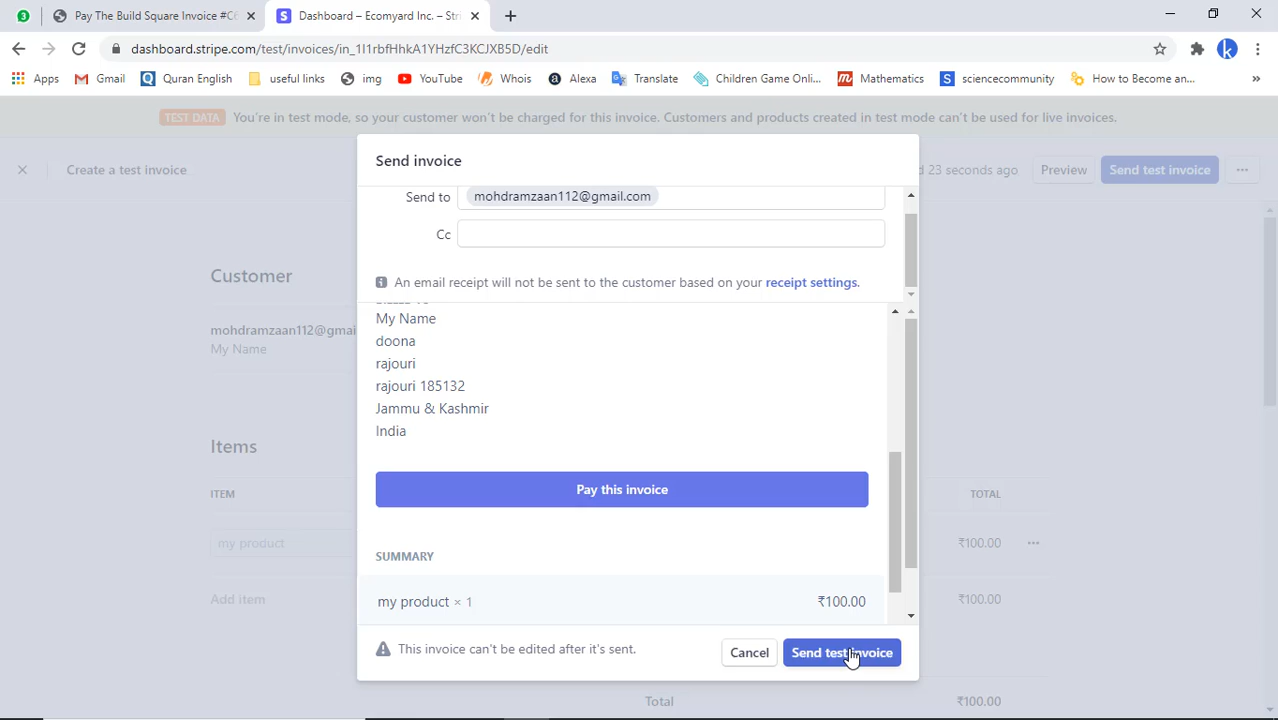 3 Pay The Build Square Invoice #C6 Dashboard – Ecomyard Inc. – Str
dashboard.stripe.com/test/invoices/in_1I1rbfHhkA1YHzfC3KCJXB5D/edit k
Apps Gmail Quran English useful links img YouTube Whois Alexa Translate Children Game Onli... Mathematics sciencecommunity How to Become an... »
TEST DATA You're in test mode, so your customer won't be charged for this invoice. Customers and products created in test mode can't be used for live invoices.
Send invoice
Create a test invoice 23 seconds ago Preview Send test invoice
Send to mohdramzaan112@gmail.com
Cc
Customer
An email receipt will not be sent to the customer based on your receipt settings.
My Name
mohdramzaan112@gmai
doona
My Name
rajouri
rajouri 185132
Jammu & Kashmir
India
Items
Pay this invoice
ITEM TOTAL
my product ₹100.00
SUMMARY
Add item ₹100.00
my product × 1 ₹100.00
This invoice can't be edited after it's sent. Cancel Send test invoice
Total ₹100.00